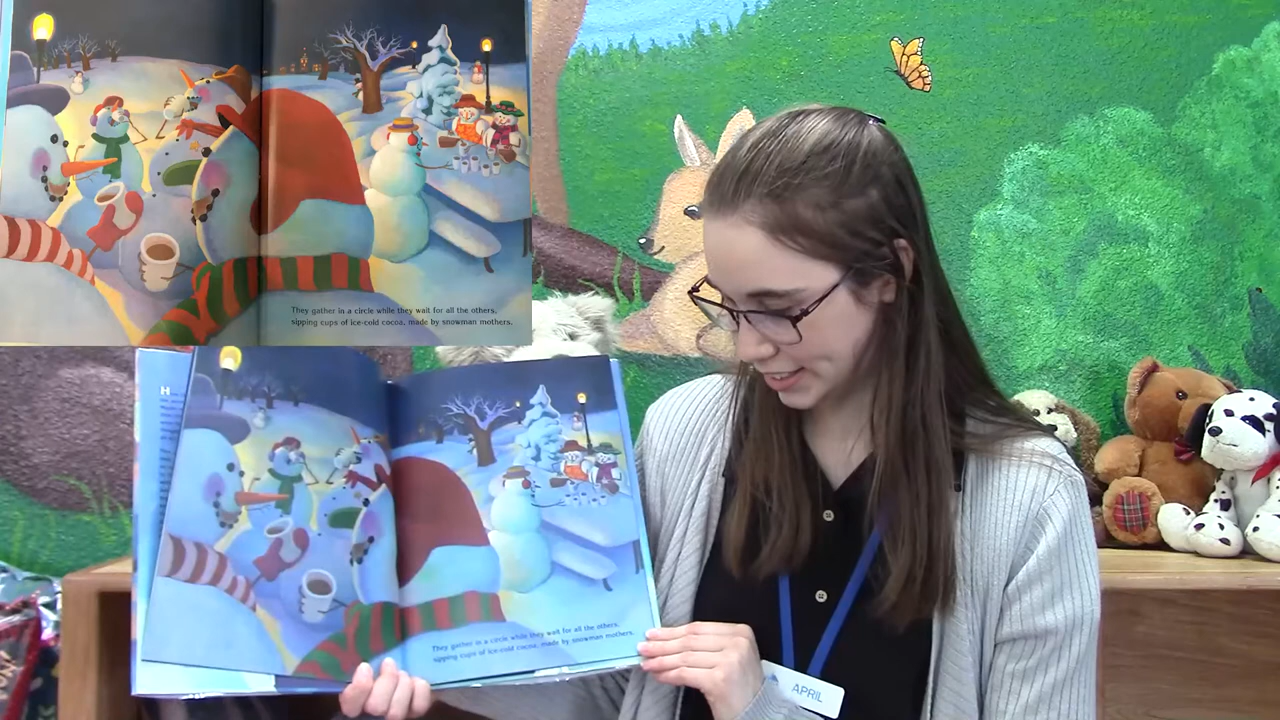 They gather in a circle while they wait for all the others,
sipping cups of ice-cold cocoa, made by snowman mothers.
They gather in a circle while they wait for all the others,
sipping cups of ice-cold cocoa, made by snowman mothers.
APRIL